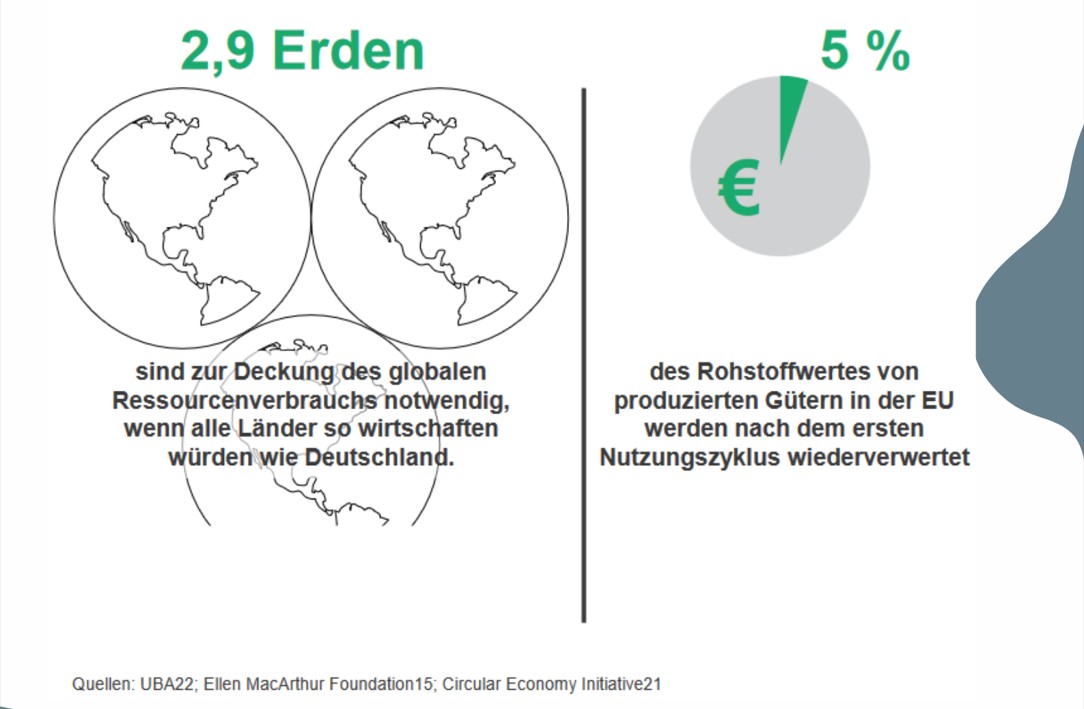 2,9 Erden
sind zur Deckung des globalen
Ressourcenverbrauchs notwendig,
wenn alle Länder so wirtschaften
würden wie Deutschland.
5 %
€
des Rohstoffwertes von
produzierten Gütern in der EU
werden nach dem ersten
Nutzungszyklus wiederverwertet
Quellen: UBA22; Ellen MacArthur Foundation15; Circular Economy Initiative21